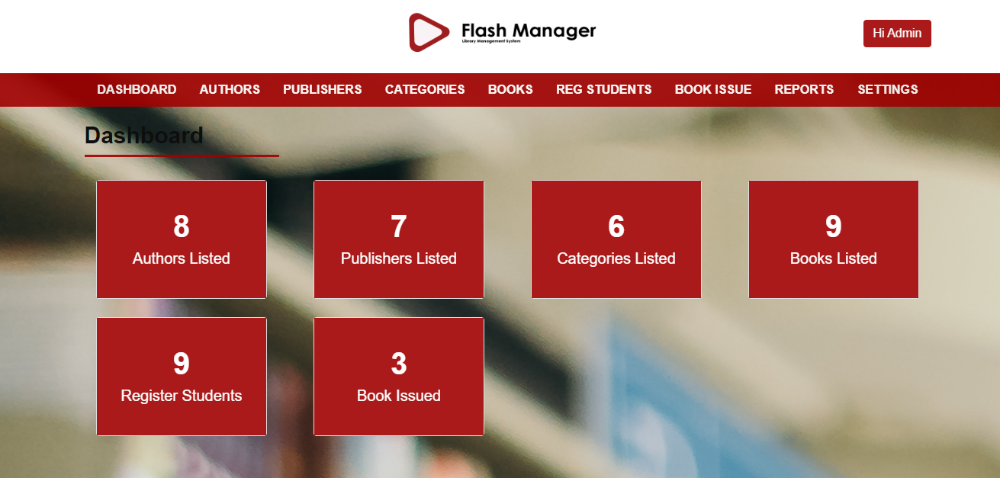 Flash Manager
Library Management System
Hi Admin
DASHBOARD AUTHORS PUBLISHERS CATEGORIES BOOKS REG STUDENTS BOOK ISSUE REPORTS SETTINGS
Dashboard
8
Authors Listed
7
Publishers Listed
6
Categories Listed
9
Books Listed
9
Register Students
3
Book Issued